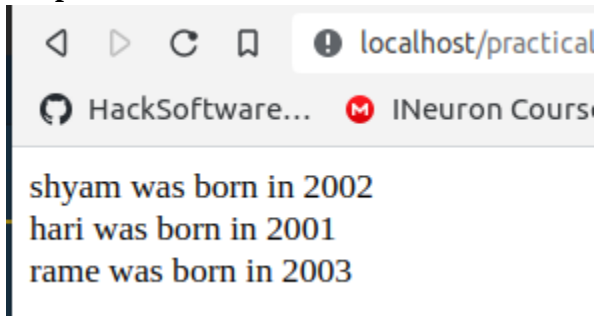 localhost/practical
HackSoftware... INeuron Cours
shyam was born in 2002
hari was born in 2001
rame was born in 2003